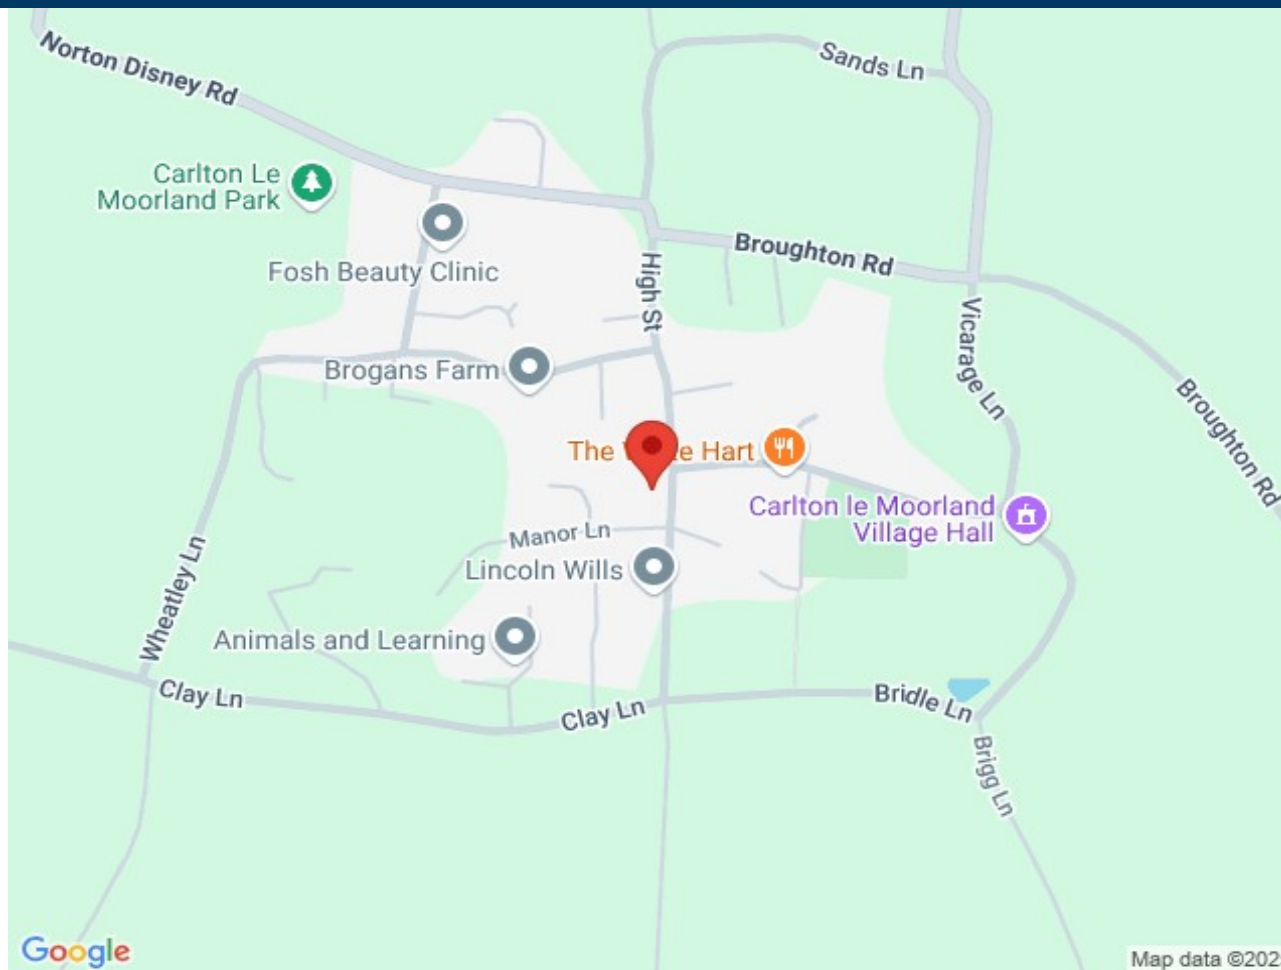 Norton Disney Rd
Sands Ln
Carlton Le
Moorland Park
Fosh Beauty Clinic
High St
Broughton Rd
Vicarage Ln
Brogans Farm
Broughton Rd
The Hart
Carlton le Moorland
Village Hall
Manor Ln
Lincoln Wills
Wheatley Ln
Animals and Learning
Clay Ln
Clay Ln
Bridle Ln
Brigg Ln
Google
Map data